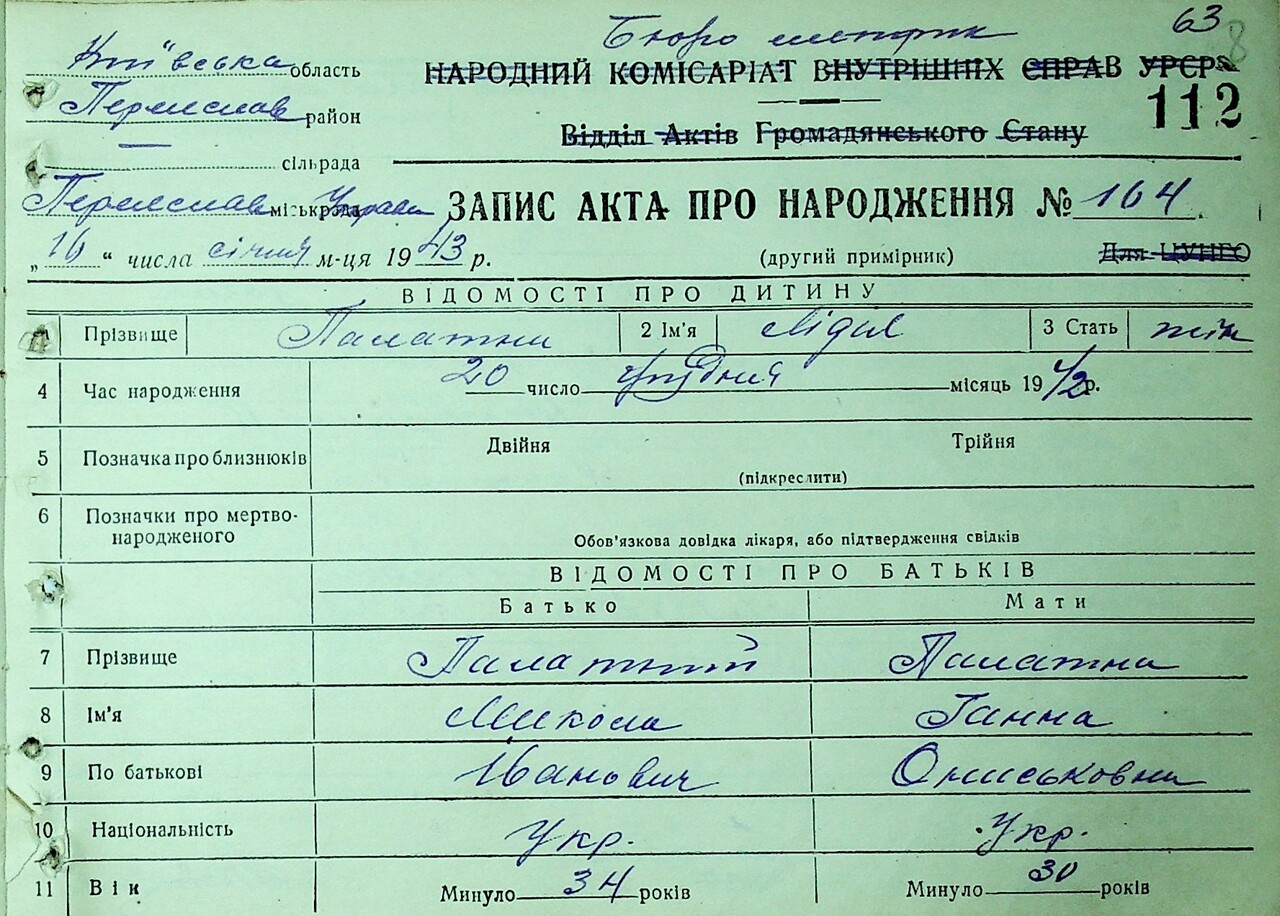 Бюро метрик 63
8
Київська область НАРОДНИЙ КОМІСАРІАТ ВНУТРІШНІХ СПРАВ УРСР
112
Переяслав район
Відділ Актів Громадянського Стану
сільрада
Переяслав міськрада Управа ЗАПИС АКТА ПРО НАРОДЖЕННЯ № 164.
„16“ числа січня м-ця 1943 р. (другий примірник) Для ЦУНГО
ВІДОМОСТІ ПРО ДИТИНУ
Прізвище Палатна 2 Ім'я Лідія 3 Стать жін
4 Час народження 20 число грудня місяць 1942 р.
5 Позначка про близнюків Двійня Трійня
(підкреслити)
6 Позначки про мертво-
народженого Обов'язкова довідка лікаря, або підтвердження свідків
ВІДОМОСТІ ПРО БАТЬКІВ
Батько Мати
7 Прізвище Палатний Палатна
8 Ім'я Микола Ганна
9 По батькові Іванович Ониськовна
10 Національність Укр. Укр.
11 Вік Минуло 34 років Минуло 30 років